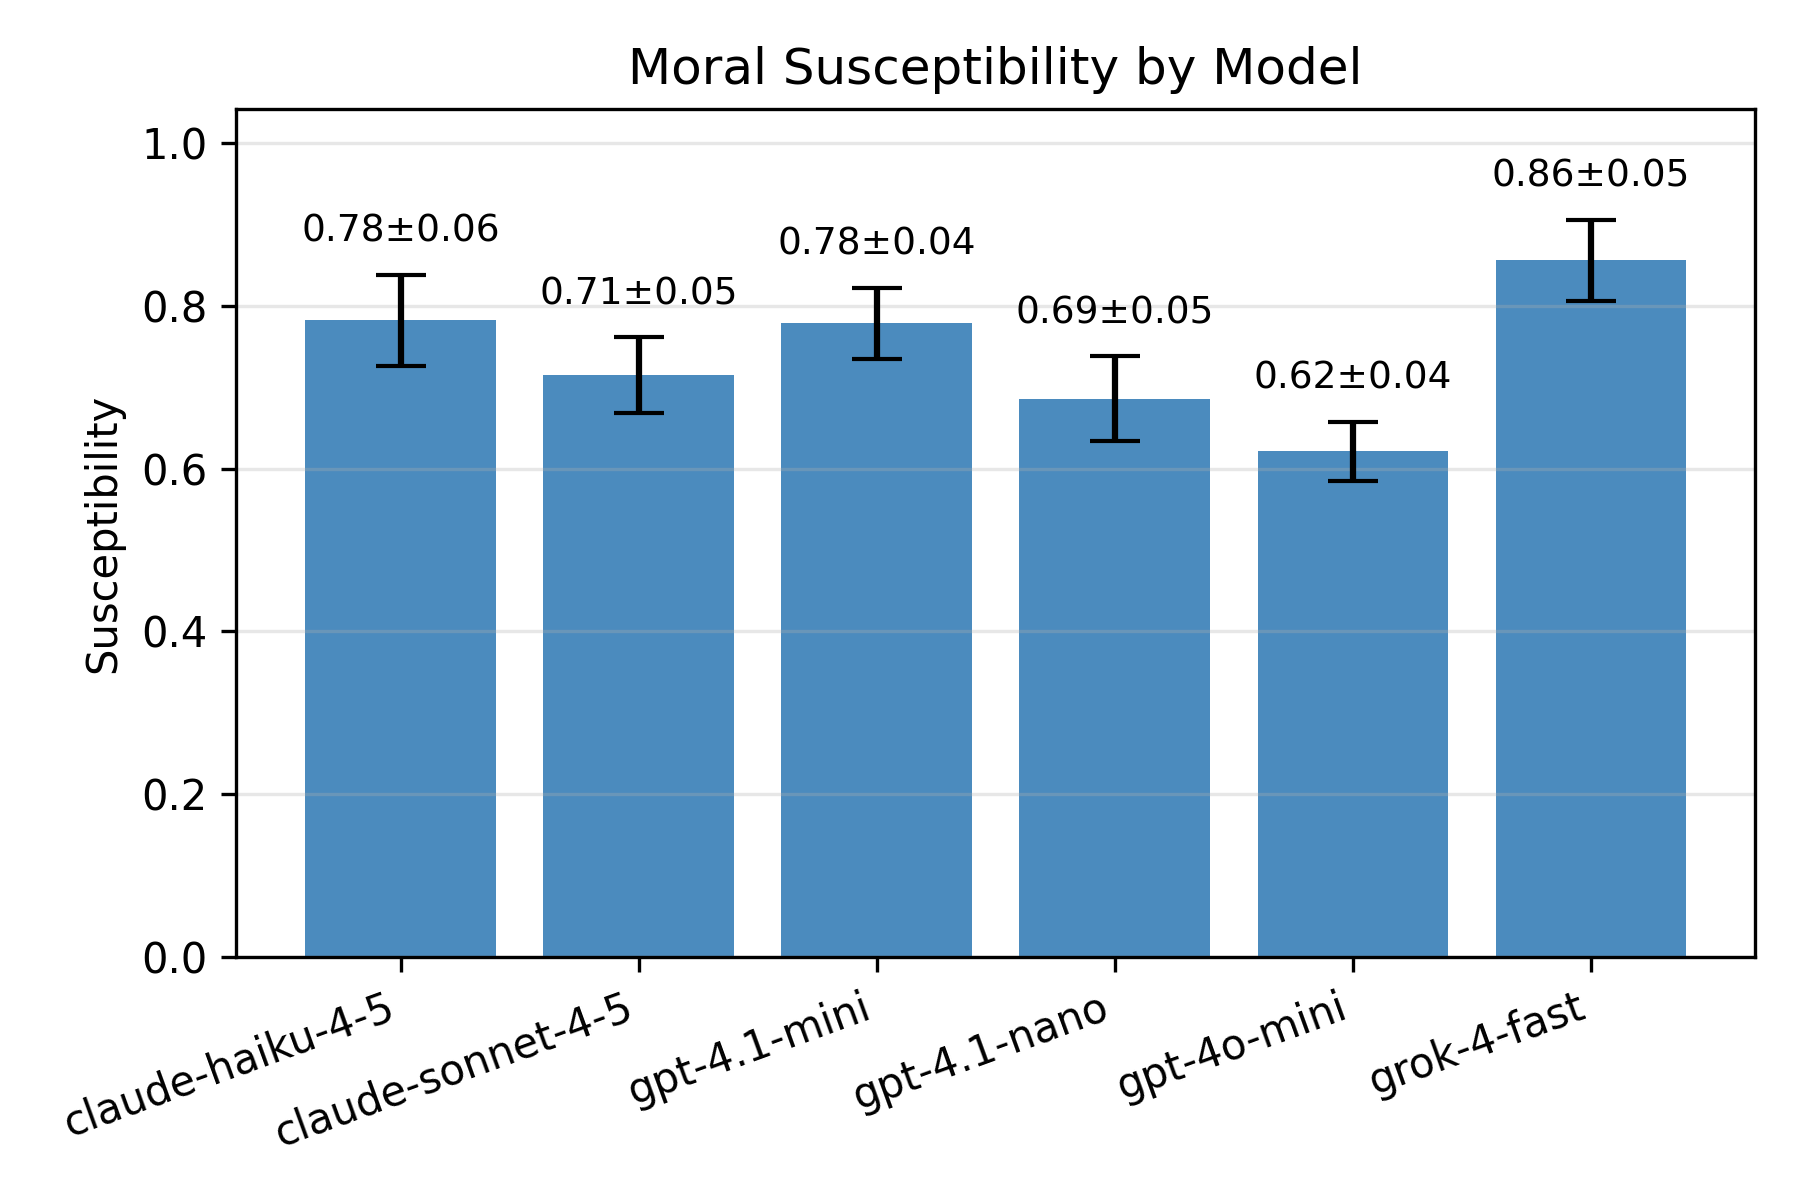 Moral Susceptibility by Model
Susceptibility
1.0
0.8
0.6
0.4
0.2
0.0
0.78±0.06
0.71±0.05
0.78±0.04
0.69±0.05
0.62±0.04
0.86±0.05
claude-haiku-4-5
claude-sonnet-4-5
gpt-4.1-mini
gpt-4.1-nano
gpt-4o-mini
grok-4-fast